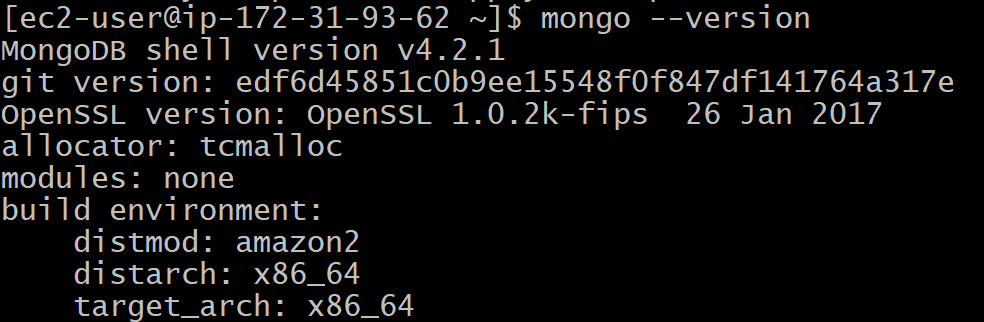 [ec2-user@ip-172-31-93-62 ~]$ mongo --version
MongoDB shell version v4.2.1
git version: edf6d45851c0b9ee15548f0f847df141764a317e
OpenSSL version: OpenSSL 1.0.2k-fips  26 Jan 2017
allocator: tcmalloc
modules: none
build environment:
    distmod: amazon2
    distarch: x86_64
    target_arch: x86_64